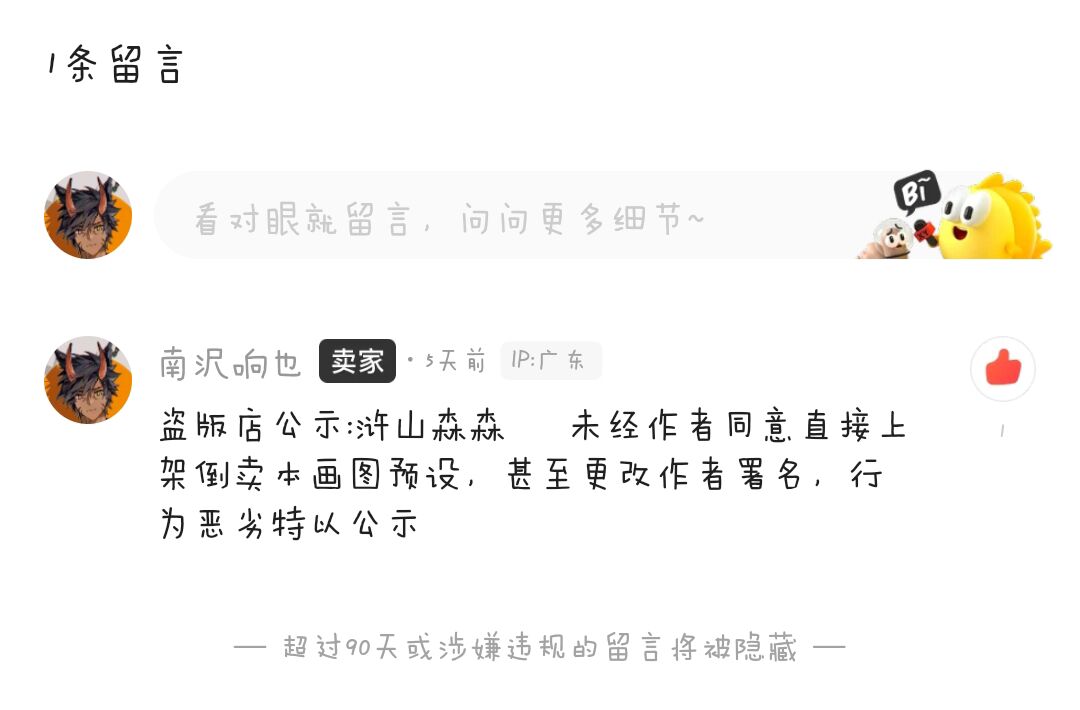 1条留言
看对眼就留言，问问更多细节~
Bi~
南沢响也 卖家 · 5天前 IP:广东
盗版店公示:浒山森森 未经作者同意直接上
架倒卖本画图预设，甚至更改作者署名，行
为恶劣特以公示
1
— 超过90天或涉嫌违规的留言将被隐藏 —